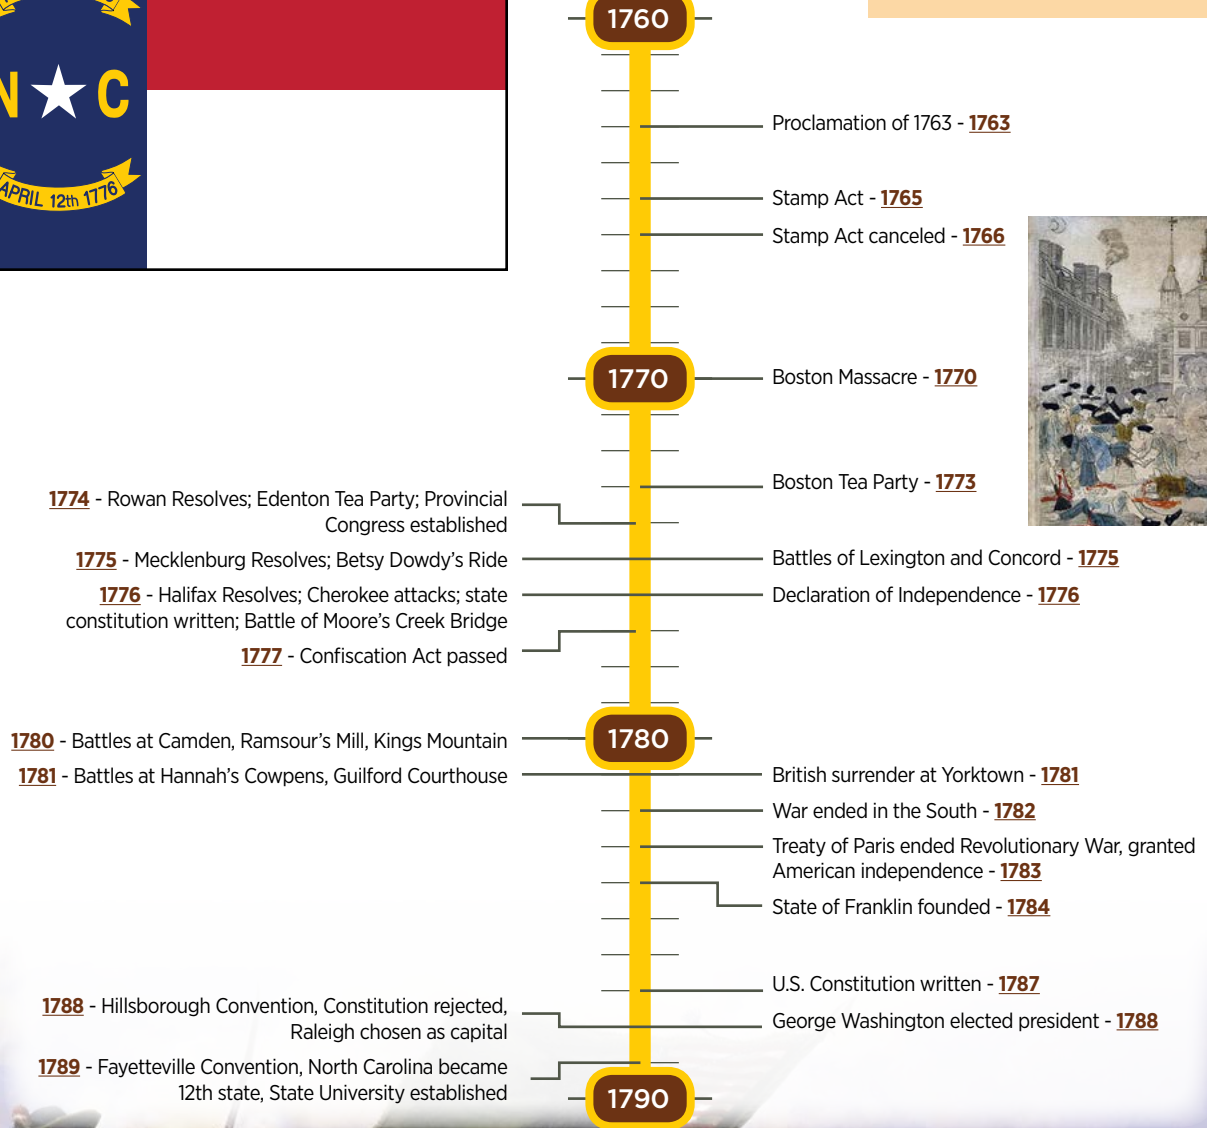 N C
APRIL 12th 1776
1760
Proclamation of 1763 - 1763
Stamp Act - 1765
Stamp Act canceled - 1766
1770
Boston Massacre - 1770
Boston Tea Party - 1773
1774 - Rowan Resolves; Edenton Tea Party; Provincial
Congress established
1775 - Mecklenburg Resolves; Betsy Dowdy’s Ride
Battles of Lexington and Concord - 1775
1776 - Halifax Resolves; Cherokee attacks; state
constitution written; Battle of Moore’s Creek Bridge
Declaration of Independence - 1776
1777 - Confiscation Act passed
1780
1780 - Battles at Camden, Ramsour’s Mill, Kings Mountain
1781 - Battles at Hannah’s Cowpens, Guilford Courthouse
British surrender at Yorktown - 1781
War ended in the South - 1782
Treaty of Paris ended Revolutionary War, granted
American independence - 1783
State of Franklin founded - 1784
U.S. Constitution written - 1787
1788 - Hillsborough Convention, Constitution rejected,
Raleigh chosen as capital
George Washington elected president - 1788
1789 - Fayetteville Convention, North Carolina became
12th state, State University established
1790